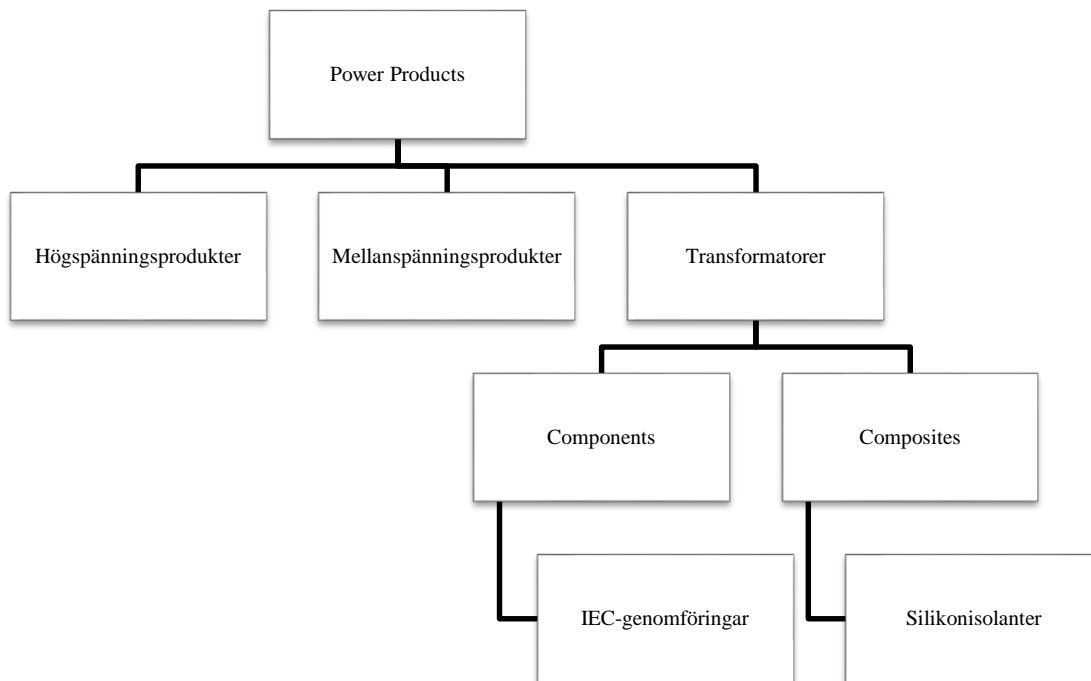 Power Products
Högspänningsprodukter
Mellanspänningsprodukter
Transformatorer
Components
Composites
IEC-genomföringar
Silikonisolanter